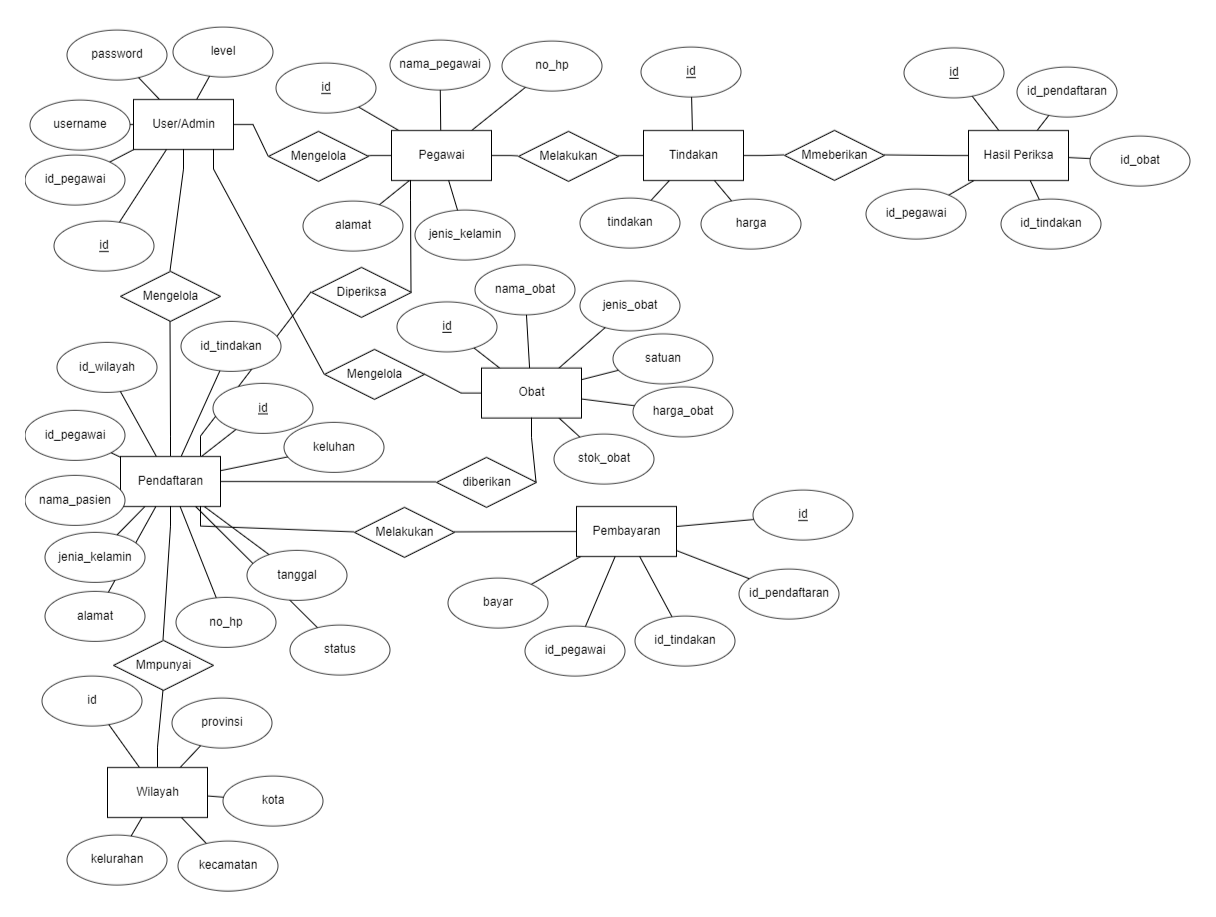 password
level
username
User/Admin
id_pegawai
id
Mengelola
id
nama_pegawai
no_hp
Pegawai
alamat
jenis_kelamin
Melakukan
id
Tindakan
tindakan
harga
Mmeberikan
id
id_pendaftaran
Hasil Periksa
id_obat
id_pegawai
id_tindakan
Mengelola
Diperiksa
Mengelola
id
nama_obat
jenis_obat
satuan
Obat
harga_obat
stok_obat
id_tindakan
id_wilayah
id
id_pegawai
keluhan
Pendaftaran
nama_pasien
jenia_kelamin
alamat
no_hp
tanggal
status
diberikan
Melakukan
Pembayaran
id
id_pendaftaran
bayar
id_pegawai
id_tindakan
Mmpunyai
id
provinsi
Wilayah
kota
kelurahan
kecamatan